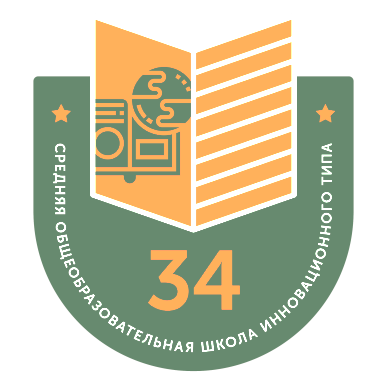 34
СРЕДНЯЯ ОБЩЕОБРАЗОВАТЕЛЬНАЯ ШКОЛА ИННОВАЦИОННОГО ТИПА